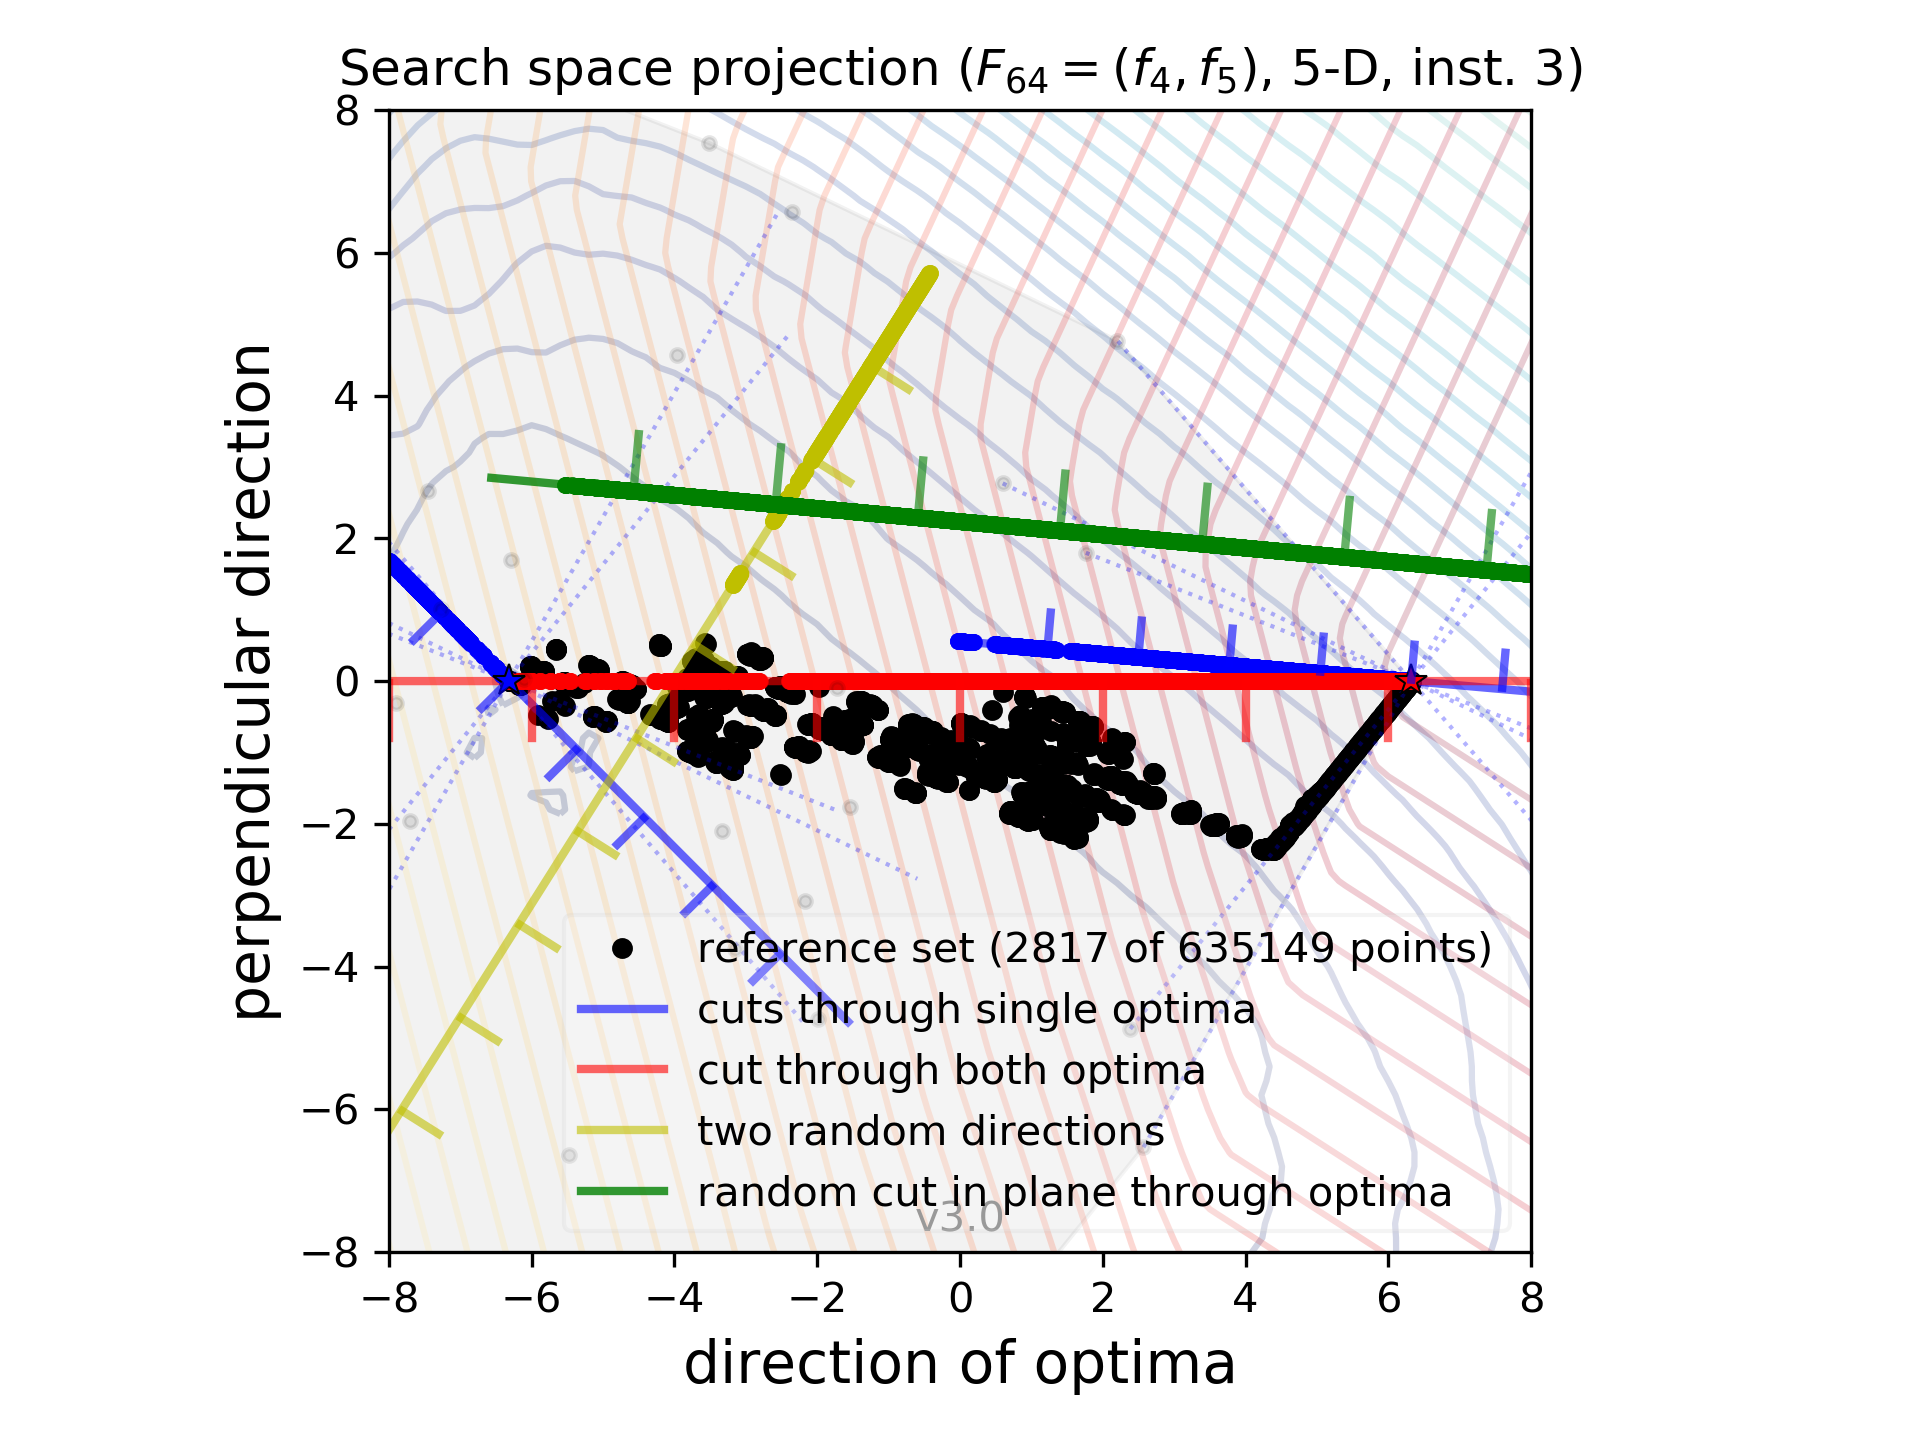 Search space projection (F64 = (f4, f5), 5-D, inst. 3)
8
6
4
2
0
−2
−4
−6
−8
perpendicular direction
reference set (2817 of 635149 points)
cuts through single optima
cut through both optima
two random directions
random cut in plane through optima
v3.0
−8 −6 −4 −2 0 2 4 6 8
direction of optima